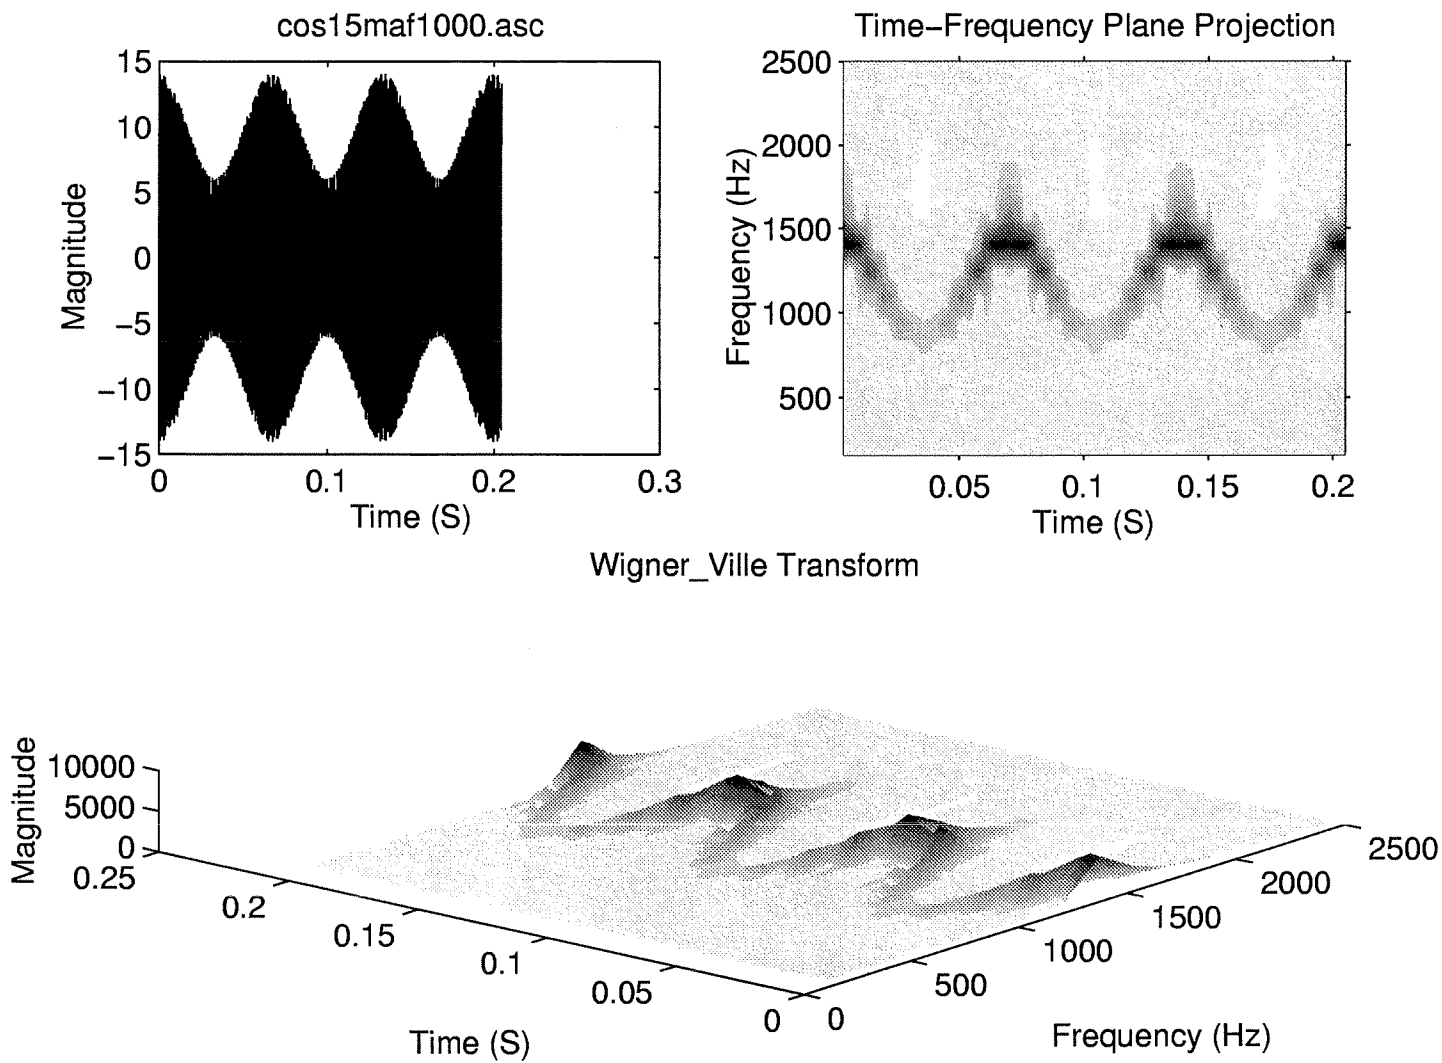 cos15maf1000.asc
15
10
5
0
−5
−10
−15
Magnitude
0 0.1 0.2 0.3
Time (S)
Time−Frequency Plane Projection
2500
2000
1500
1000
500
Frequency (Hz)
0.05 0.1 0.15 0.2
Time (S)
Wigner_Ville Transform
10000
5000
0
Magnitude
0.25
0.2
0.15
0.1
0.05
0
Time (S)
0
500
1000
1500
2000
2500
Frequency (Hz)